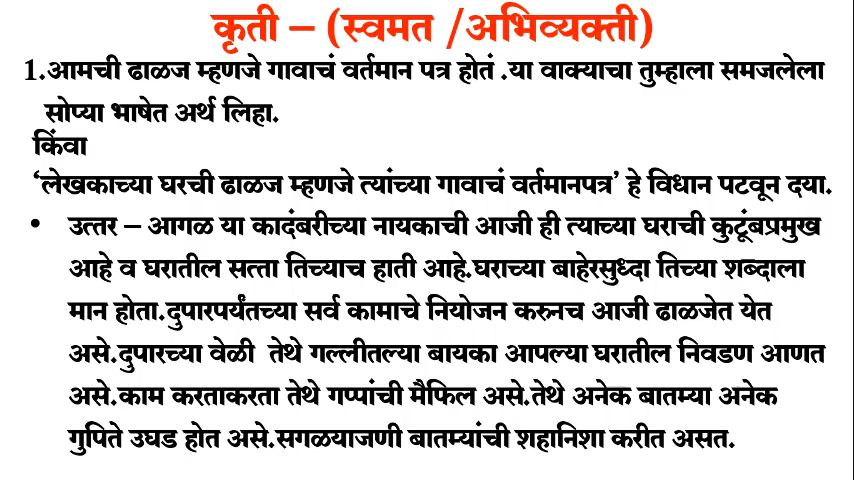 कृती – (स्वमत /अभिव्यक्ती)
1.आमची ढाळज म्हणजे गावाचं वर्तमान पत्र होतं .या वाक्याचा तुम्हाला समजलेला
सोप्या भाषेत अर्थ लिहा.
किंवा
‘लेखकाच्या घरची ढाळज म्हणजे त्यांच्या गावाचं वर्तमानपत्र’ हे विधान पटवून दया.
• उत्तर – आगळ या कादंबरीच्या नायकाची आजी ही त्याच्या घराची कुटूंबप्रमुख
आहे व घरातील सत्ता तिच्याच हाती आहे.घराच्या बाहेरसुध्दा तिच्या शब्दाला
मान होता.दुपारपर्यंतच्या सर्व कामाचे नियोजन करुनच आजी ढाळजेत येत
असे.दुपारच्या वेळी तेथे गल्लीतल्या बायका आपल्या घरातील निवडण आणत
असे.काम करताकरता तेथे गप्पांची मैफिल असे.तेथे अनेक बातम्या अनेक
गुपिते उघड होत असे.सगळयाजणी बातम्यांची शहानिशा करीत असत.